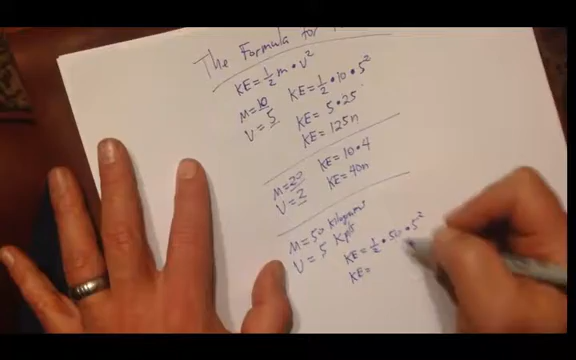 The Formula for
KE = 1/2 m • v²
M = 10
V = 5
KE = 1/2 • 10 • 5²
KE = 5 • 25
KE = 125n
M = 20
V = 2
KE = 10 • 4
KE = 40n
M = 50 kilograms
V = 5
KE = 1/2 • 50 • 5²
KE =